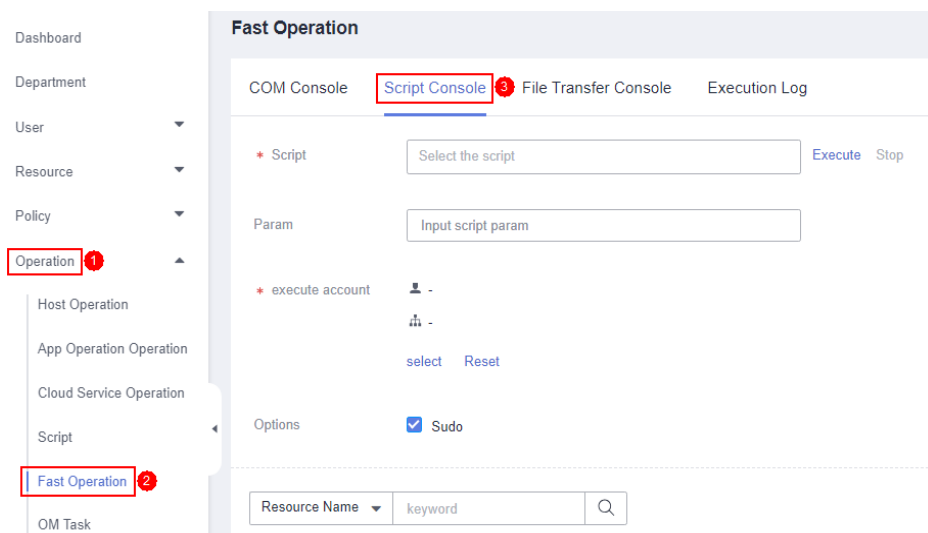 Dashboard
Department
User
Resource
Policy
Operation 1
Host Operation
App Operation Operation
Cloud Service Operation
Script
Fast Operation 2
OM Task
Fast Operation
COM Console Script Console 3 File Transfer Console Execution Log
* Script Select the script Execute Stop
Param Input script param
* execute account -
-
select Reset
Options Sudo
Resource Name keyword